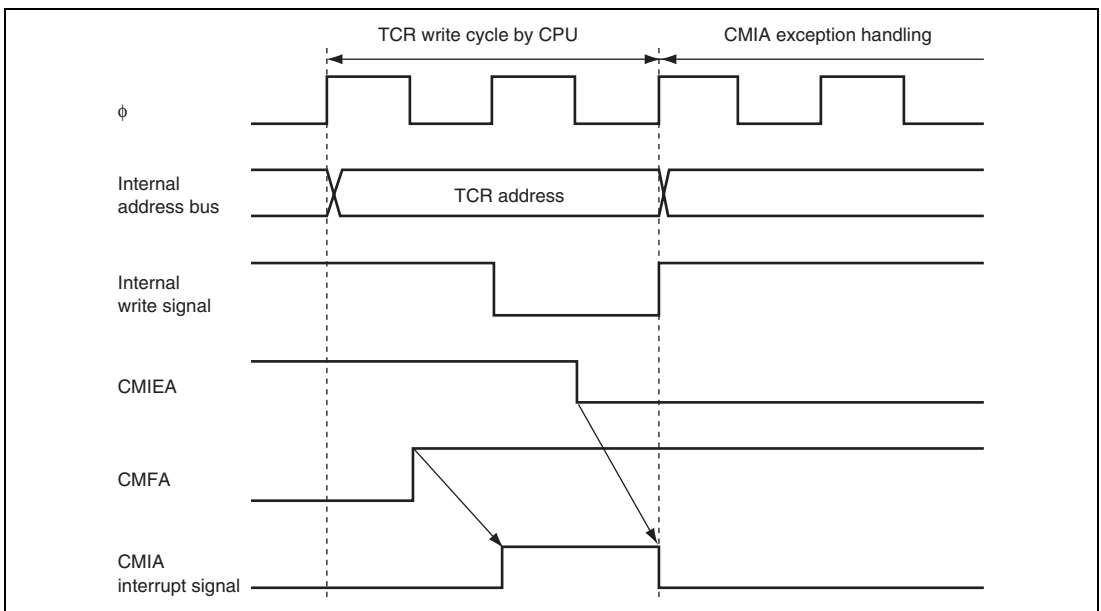 TCR write cycle by CPU
CMIA exception handling
ϕ
Internal
address bus
TCR address
Internal
write signal
CMIEA
CMFA
CMIA
interrupt signal